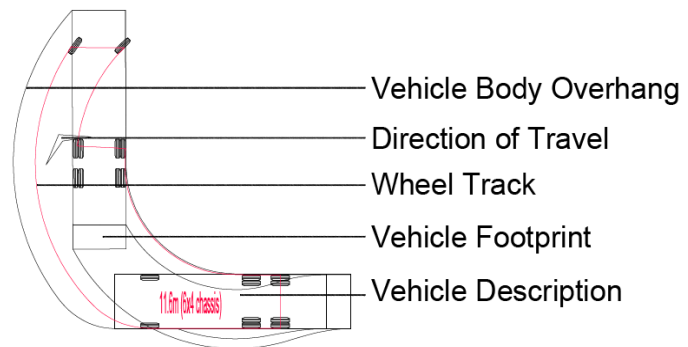 Vehicle Body Overhang
Direction of Travel
Wheel Track
Vehicle Footprint
Vehicle Description
11.6m (6x4 chassis)